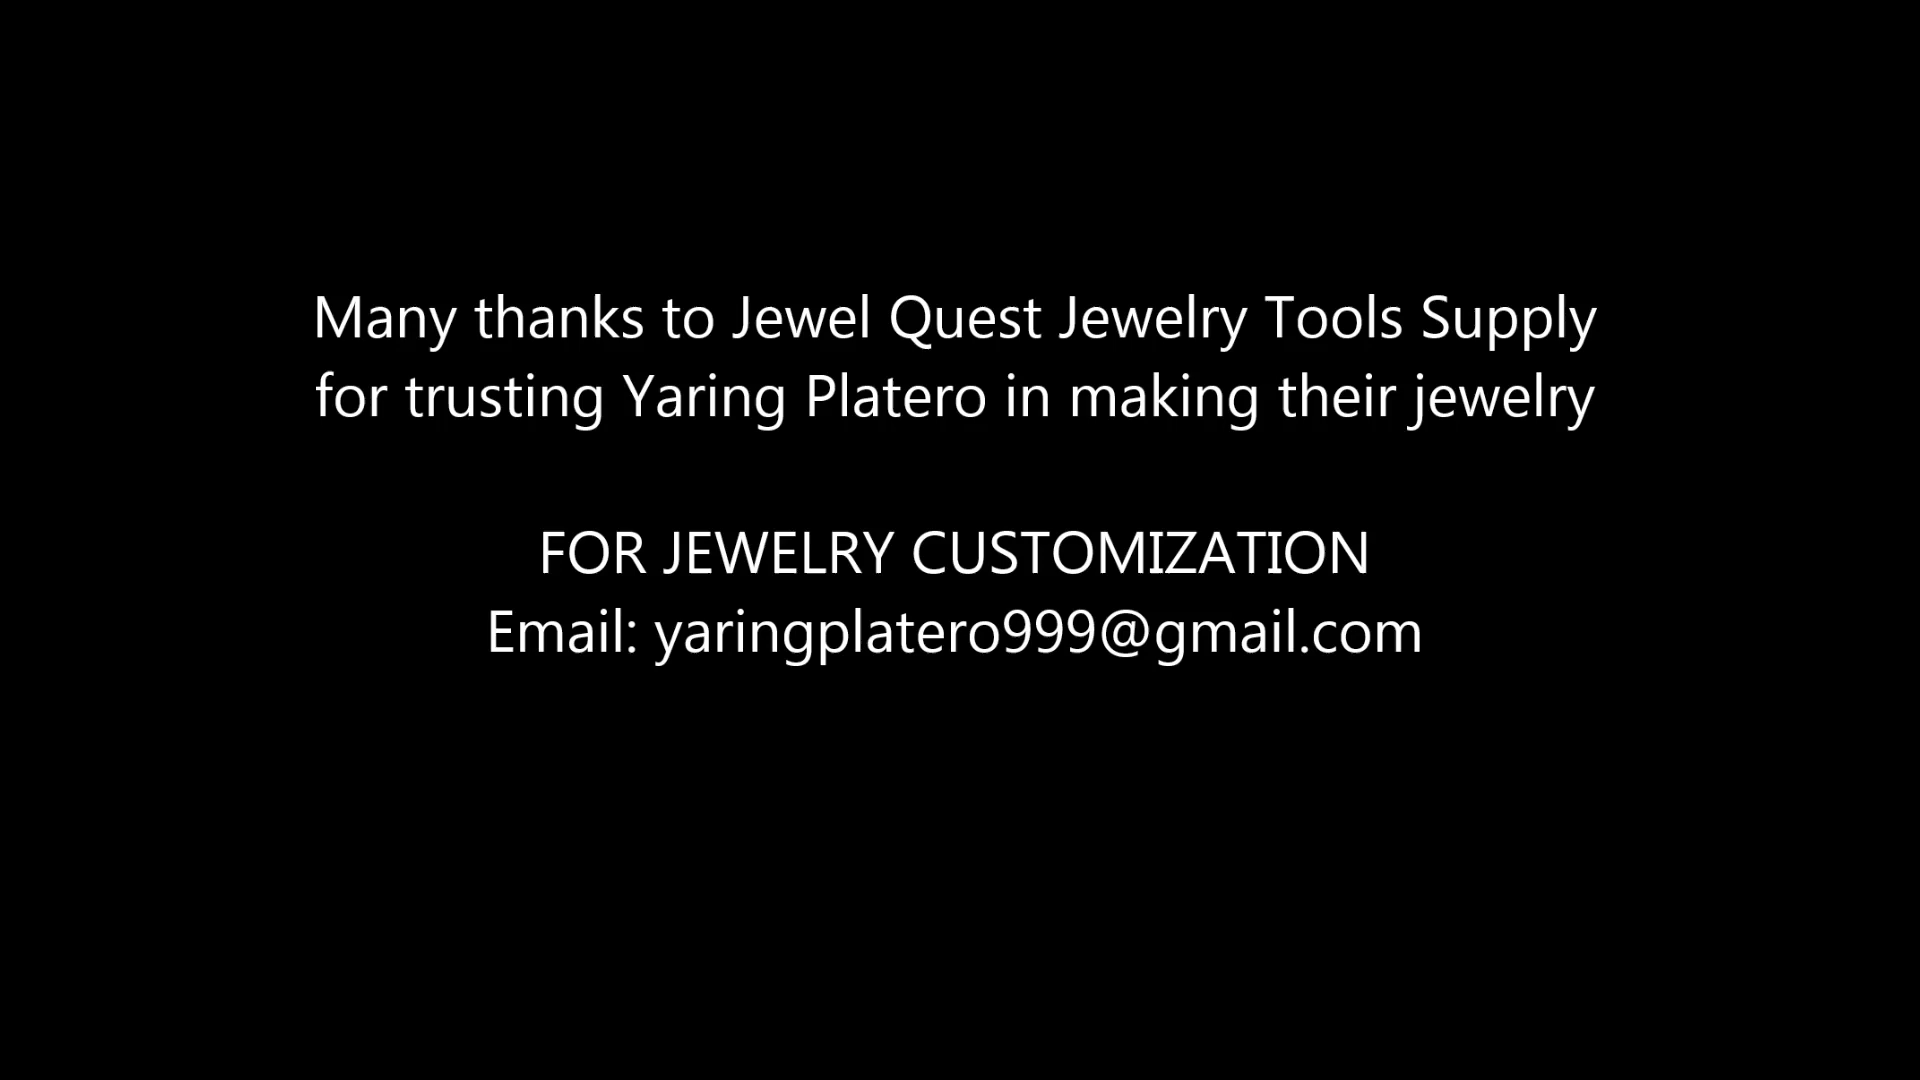 Many thanks to Jewel Quest Jewelry Tools Supply
for trusting Yaring Platero in making their jewelry
FOR JEWELRY CUSTOMIZATION
Email: yaringplatero999@gmail.com